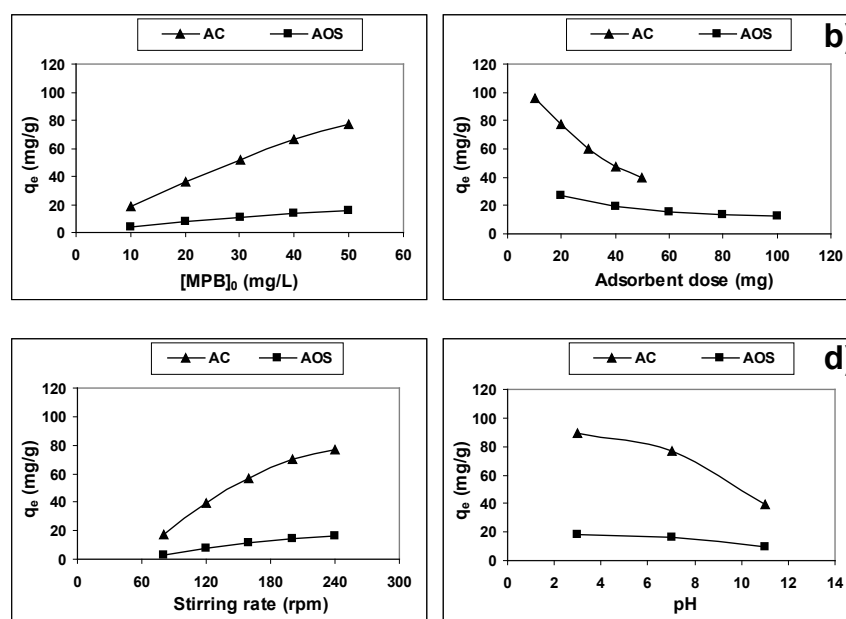 AC AOS
120
100
80
60
40
20
0
qe (mg/g)
0 10 20 30 40 50 60
[MPB]₀ (mg/L)
b)
AC AOS
120
100
80
60
40
20
0
qe (mg/g)
0 20 40 60 80 100 120
Adsorbent dose (mg)
AC AOS
120
100
80
60
40
20
0
qe (mg/g)
0 60 120 180 240 300
Stirring rate (rpm)
d)
AC AOS
120
100
80
60
40
20
0
qe (mg/g)
0 2 4 6 8 10 12 14
pH